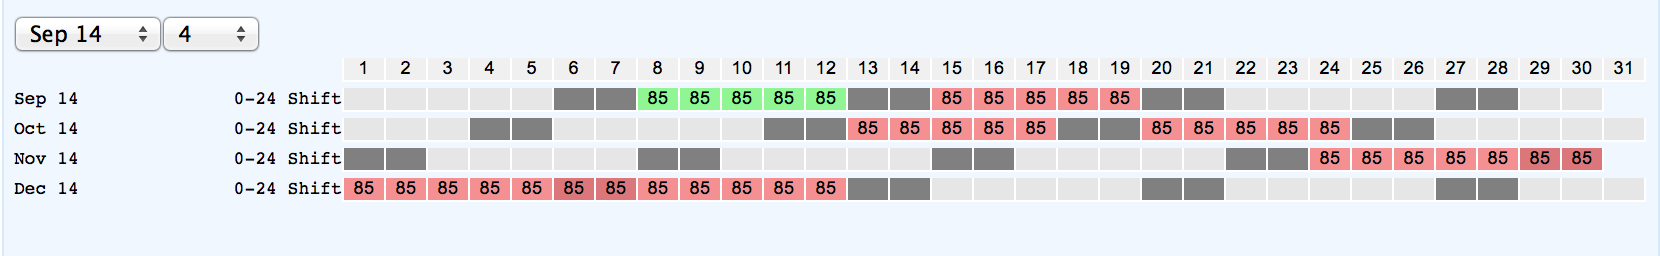 Sep 14 4
1 2 3 4 5 6 7 8 9 10 11 12 13 14 15 16 17 18 19 20 21 22 23 24 25 26 27 28 29 30 31
Sep 14 0-24 Shift 85 85 85 85 85 85 85 85 85 85
Oct 14 0-24 Shift 85 85 85 85 85 85 85 85 85 85
Nov 14 0-24 Shift 85 85 85 85 85 85 85
Dec 14 0-24 Shift 85 85 85 85 85 85 85 85 85 85 85 85